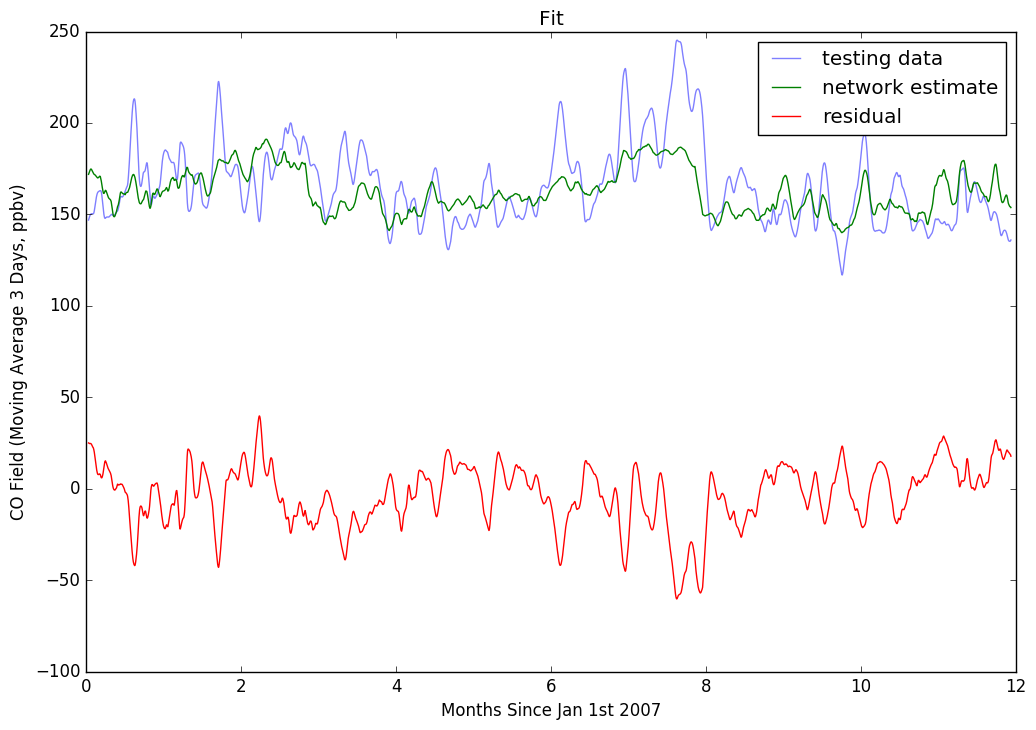 Fit
250
200
150
100
50
0
−50
−100
CO Field (Moving Average 3 Days, ppbv)
testing data
network estimate
residual
0 2 4 6 8 10 12
Months Since Jan 1st 2007